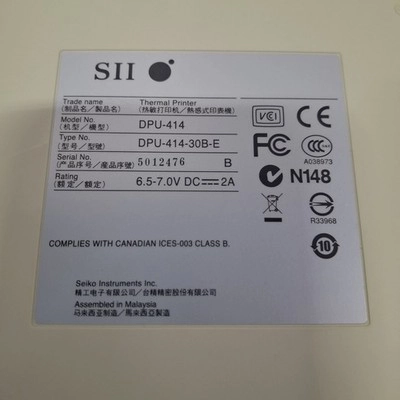 SII
Trade name Thermal Printer
(制品名/製品名) (热敏打印机/熱感式印表機)
Model No. DPU-414
(机型/機型)
Type No. DPU-414-30B-E
(型号/型號)
Serial No. 5012476 B
(产品序号/産品序號)
Rating 6.5-7.0V DC 2A
(额定/額定)
VCI CE
FC CCC
A038973
N148
R33968
10
COMPLIES WITH CANADIAN ICES-003 CLASS B.
Seiko Instruments Inc.
精工电子有限公司/台精精密股份有限公司
Assembled in Malaysia
马来西亚制造/馬來西亞製造